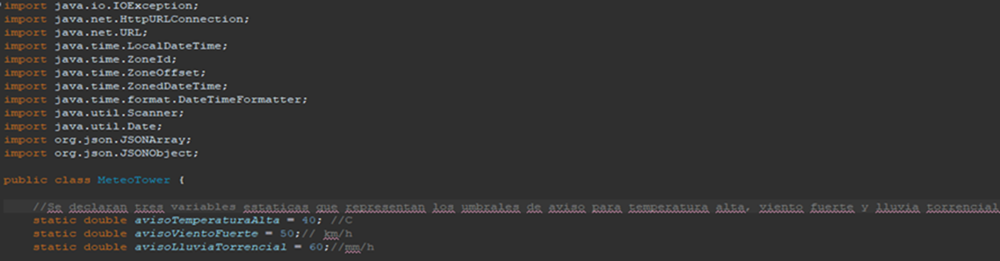 import java.io.IOException;
import java.net.HttpURLConnection;
import java.net.URL;
import java.time.LocalDateTime;
import java.time.ZoneId;
import java.time.ZoneOffset;
import java.time.ZonedDateTime;
import java.time.format.DateTimeFormatter;
import java.util.Scanner;
import java.util.Date;
import org.json.JSONArray;
import org.json.JSONObject;
public class MeteoTower {
//Se declaran tres variables estaticas que representan los umbrales de aviso para temperatura alta, viento fuerte y lluvia torrencial
static double avisoTemperaturaAlta = 40; //C
static double avisoVientoFuerte = 50;// km/h
static double avisoLluviaTorrencial = 60;//mm/h